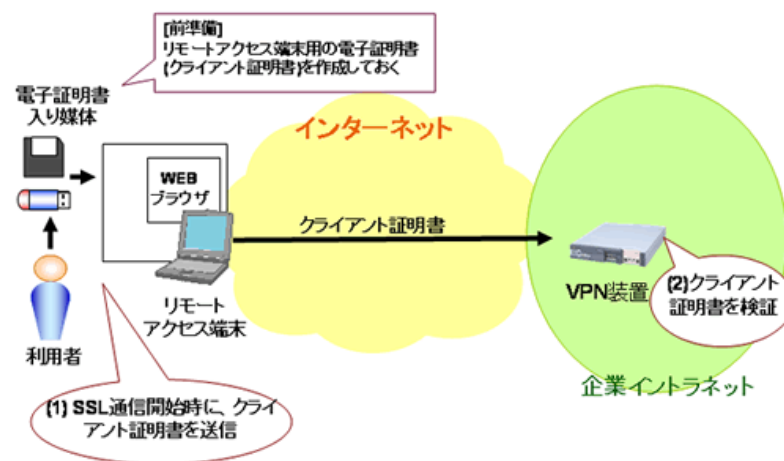 [前準備]
リモートアクセス端末用の電子証明書
(クライアント証明書)を作成しておく
電子証明書
入り媒体
インターネット
WEB
ブラウザ
クライアント証明書
リモート
アクセス端末
利用者
VPN装置
(2)クライアント
証明書を検証
企業イントラネット
(1) SSL通信開始時に、クライ
アント証明書を送信